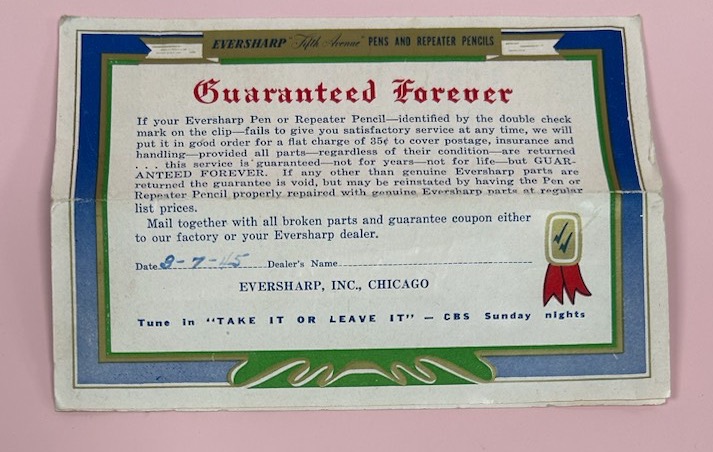 EVERSHARP "Fifth Avenue" PENS AND REPEATER PENCILS
Guaranteed Forever
If your Eversharp Pen or Repeater Pencil—identified by the double check
mark on the clip—fails to give you satisfactory service at any time, we will
put it in good order for a flat charge of 35¢ to cover postage, insurance and
handling—provided all parts—regardless of their condition—are returned
. . . this service is guaranteed—not for years—not for life—but GUAR-
ANTEED FOREVER. If any other than genuine Eversharp parts are
returned the guarantee is void, but may be reinstated by having the Pen or
Repeater Pencil properly repaired with genuine Eversharp parts at regular
list prices.
Mail together with all broken parts and guarantee coupon either
to our factory or your Eversharp dealer.
Date 8-7-45 Dealer's Name
EVERSHARP, INC., CHICAGO
Tune in "TAKE IT OR LEAVE IT" — CBS Sunday nights